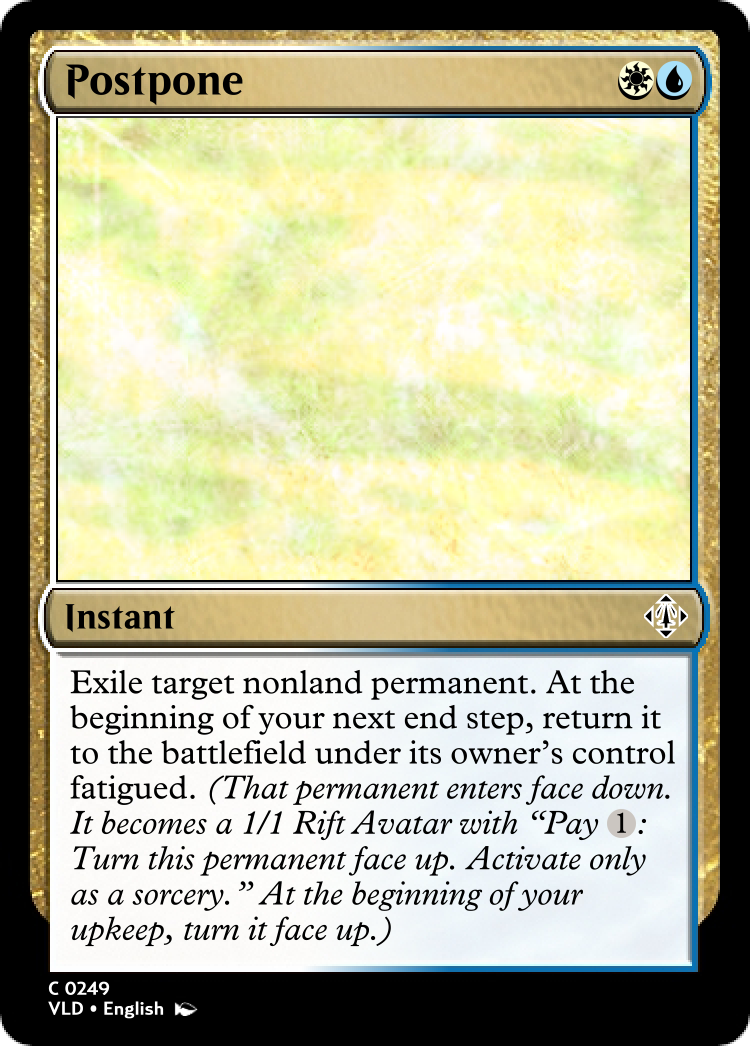 Postpone
Instant
Exile target nonland permanent. At the
beginning of your next end step, return it
to the battlefield under its owner’s control
fatigued. (That permanent enters face down.
It becomes a 1/1 Rift Avatar with “Pay 1:
Turn this permanent face up. Activate only
as a sorcery.” At the beginning of your
upkeep, turn it face up.)
C 0249
VLD • English